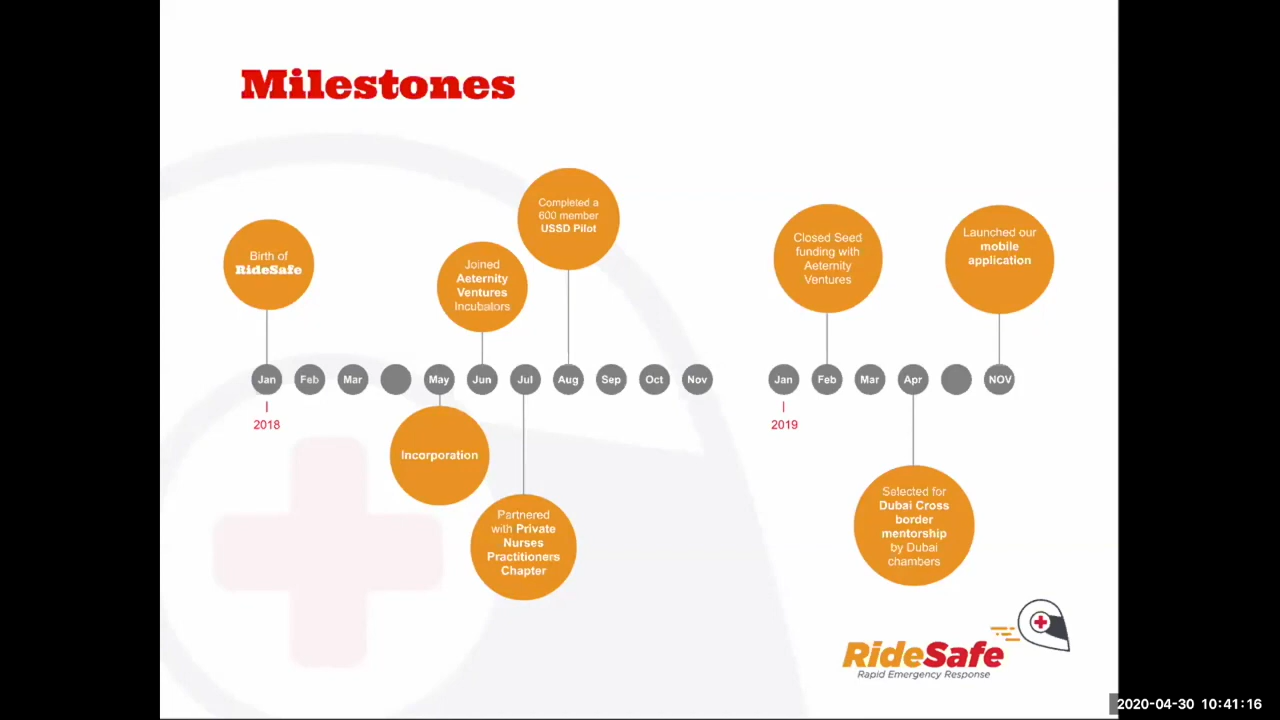 Milestones
Completed a
600 member
USSD Pilot
Birth of
RideSafe
Joined
Aeternity
Ventures
Incubalors
Closed Seed
funding with
Aeternity
Ventures
Launched our
mobile
application
Jan Feb Mar May Jun Jul Aug Sep Oct Nov Jan Feb Mar Apr NOV
2018
2019
Incorporation
Partnered
with Private
Nurses
Practitioners
Chapter
Selected for
Dubai Cross
border
mentorship
by Dubai
chambers
RideSafe
Rapid Emergency Response
2020-04-30 10:41:16